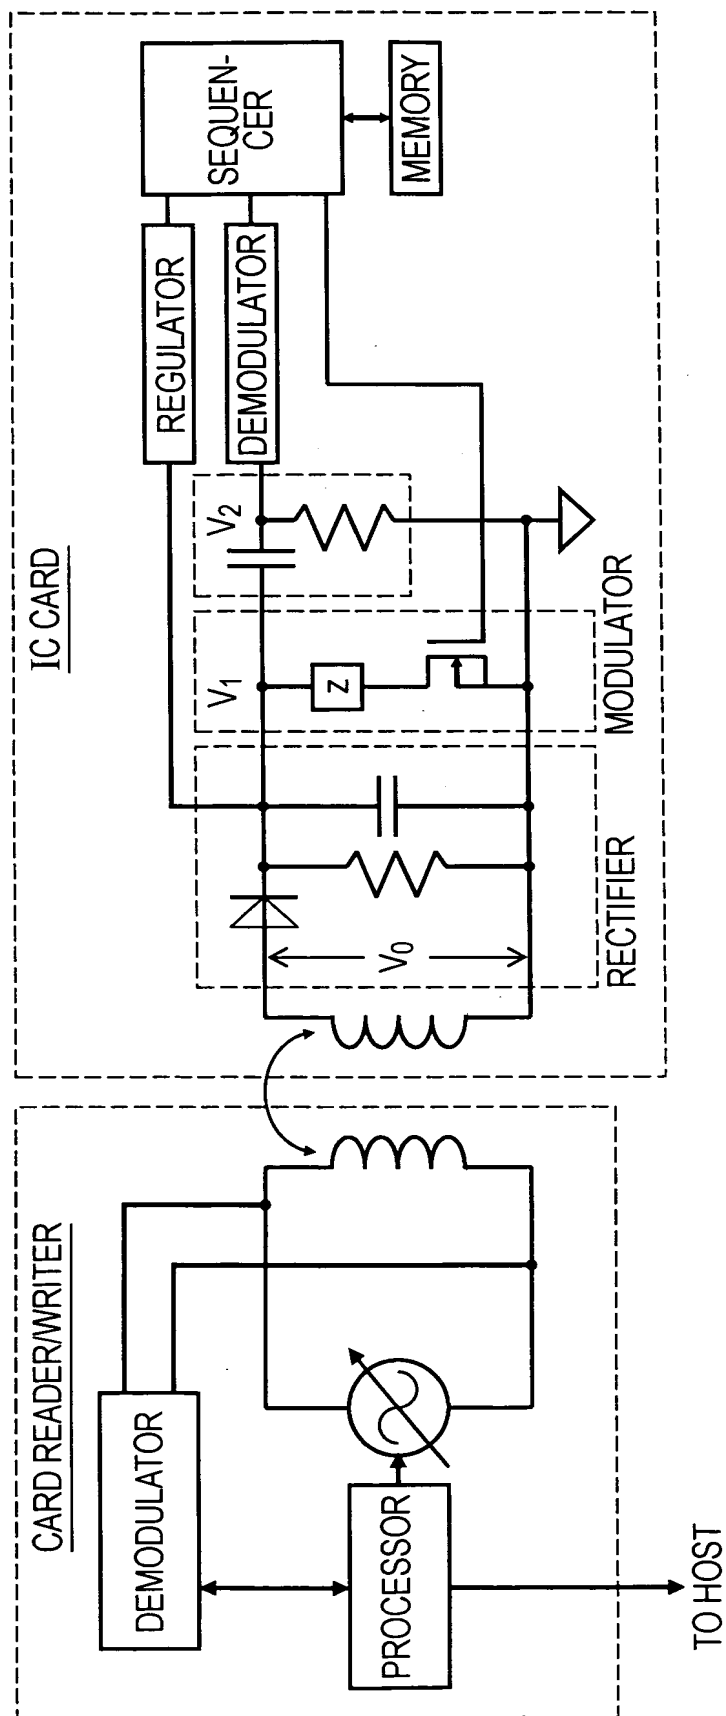 CARD READER/WRITER
DEMODULATOR
PROCESSOR
TO HOST
IC CARD
V0
RECTIFIER
V1
Z
MODULATOR
V2
REGULATOR
DEMODULATOR
SEQUEN-
CER
MEMORY